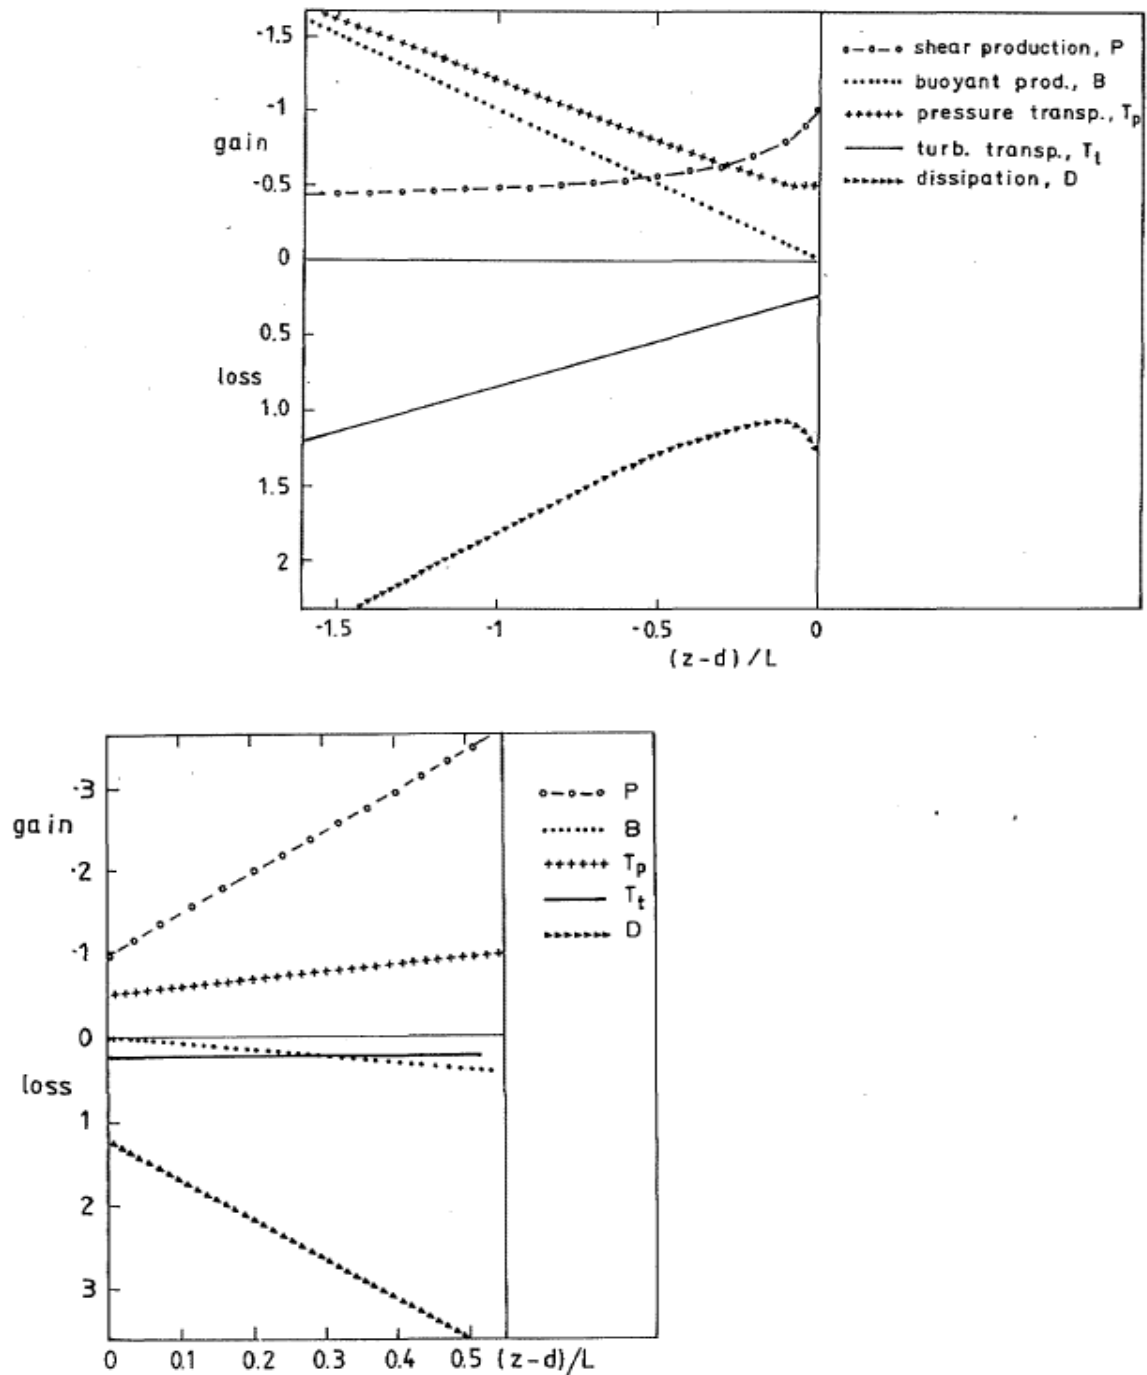 -1.5
-1
gain
-0.5
0
0.5
loss
1.0
1.5
2
-1.5 -1 -0.5 0
(z-d)/L
shear production, P
buoyant prod., B
pressure transp., Tp
turb. transp., Tt
dissipation, D
-3
gain
-2
-1
0
loss
1
2
3
0 0.1 0.2 0.3 0.4 0.5 (z-d)/L
P
B
Tp
Tt
D